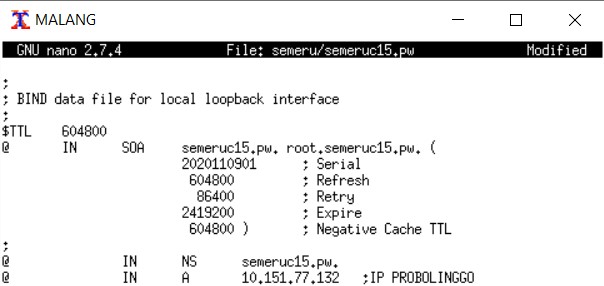 MALANG
GNU nano 2.7.4 File: semeru/semeruc15.pw Modified
;
; BIND data file for local loopback interface
;
$TTL 604800
@ IN SOA semeruc15.pw. root.semeruc15.pw. (
2020110901 ; Serial
604800 ; Refresh
86400 ; Retry
2419200 ; Expire
604800 ) ; Negative Cache TTL
;
@ IN NS semeruc15.pw.
@ IN A 10.151.77.132 ;IP PROBOLINGGO